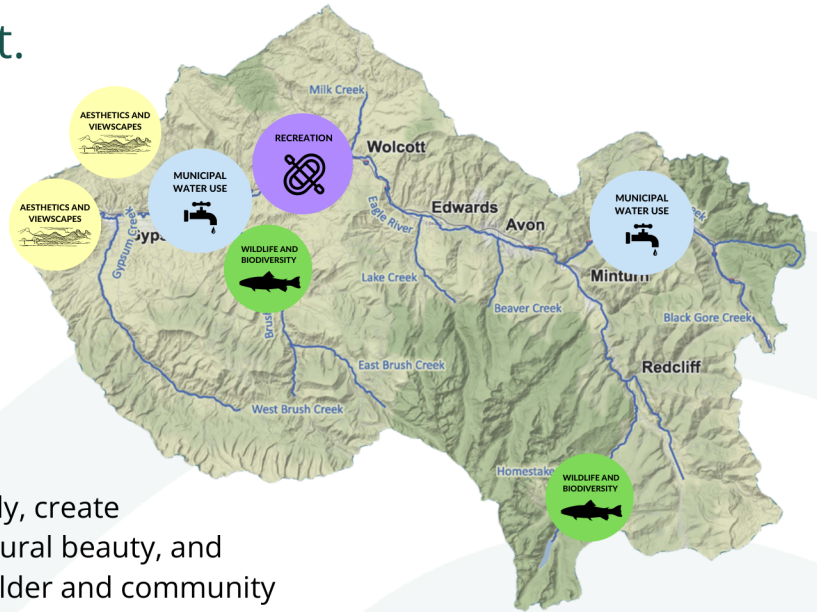 t.
Milk Creek
AESTHETICS AND
VIEWSCAPES
RECREATION
Wolcott
MUNICIPAL
WATER USE
MUNICIPAL
WATER USE
AESTHETICS AND
VIEWSCAPES
Edwards
Avon
Eagle River
Gypsum Creek
WILDLIFE AND
BIODIVERSITY
Lake Creek
Minturn
Beaver Creek
Black Gore Creek
East Brush Creek
Redcliff
West Brush Creek
Homestake
WILDLIFE AND
BIODIVERSITY
ly, create
ural beauty, and
lder and community